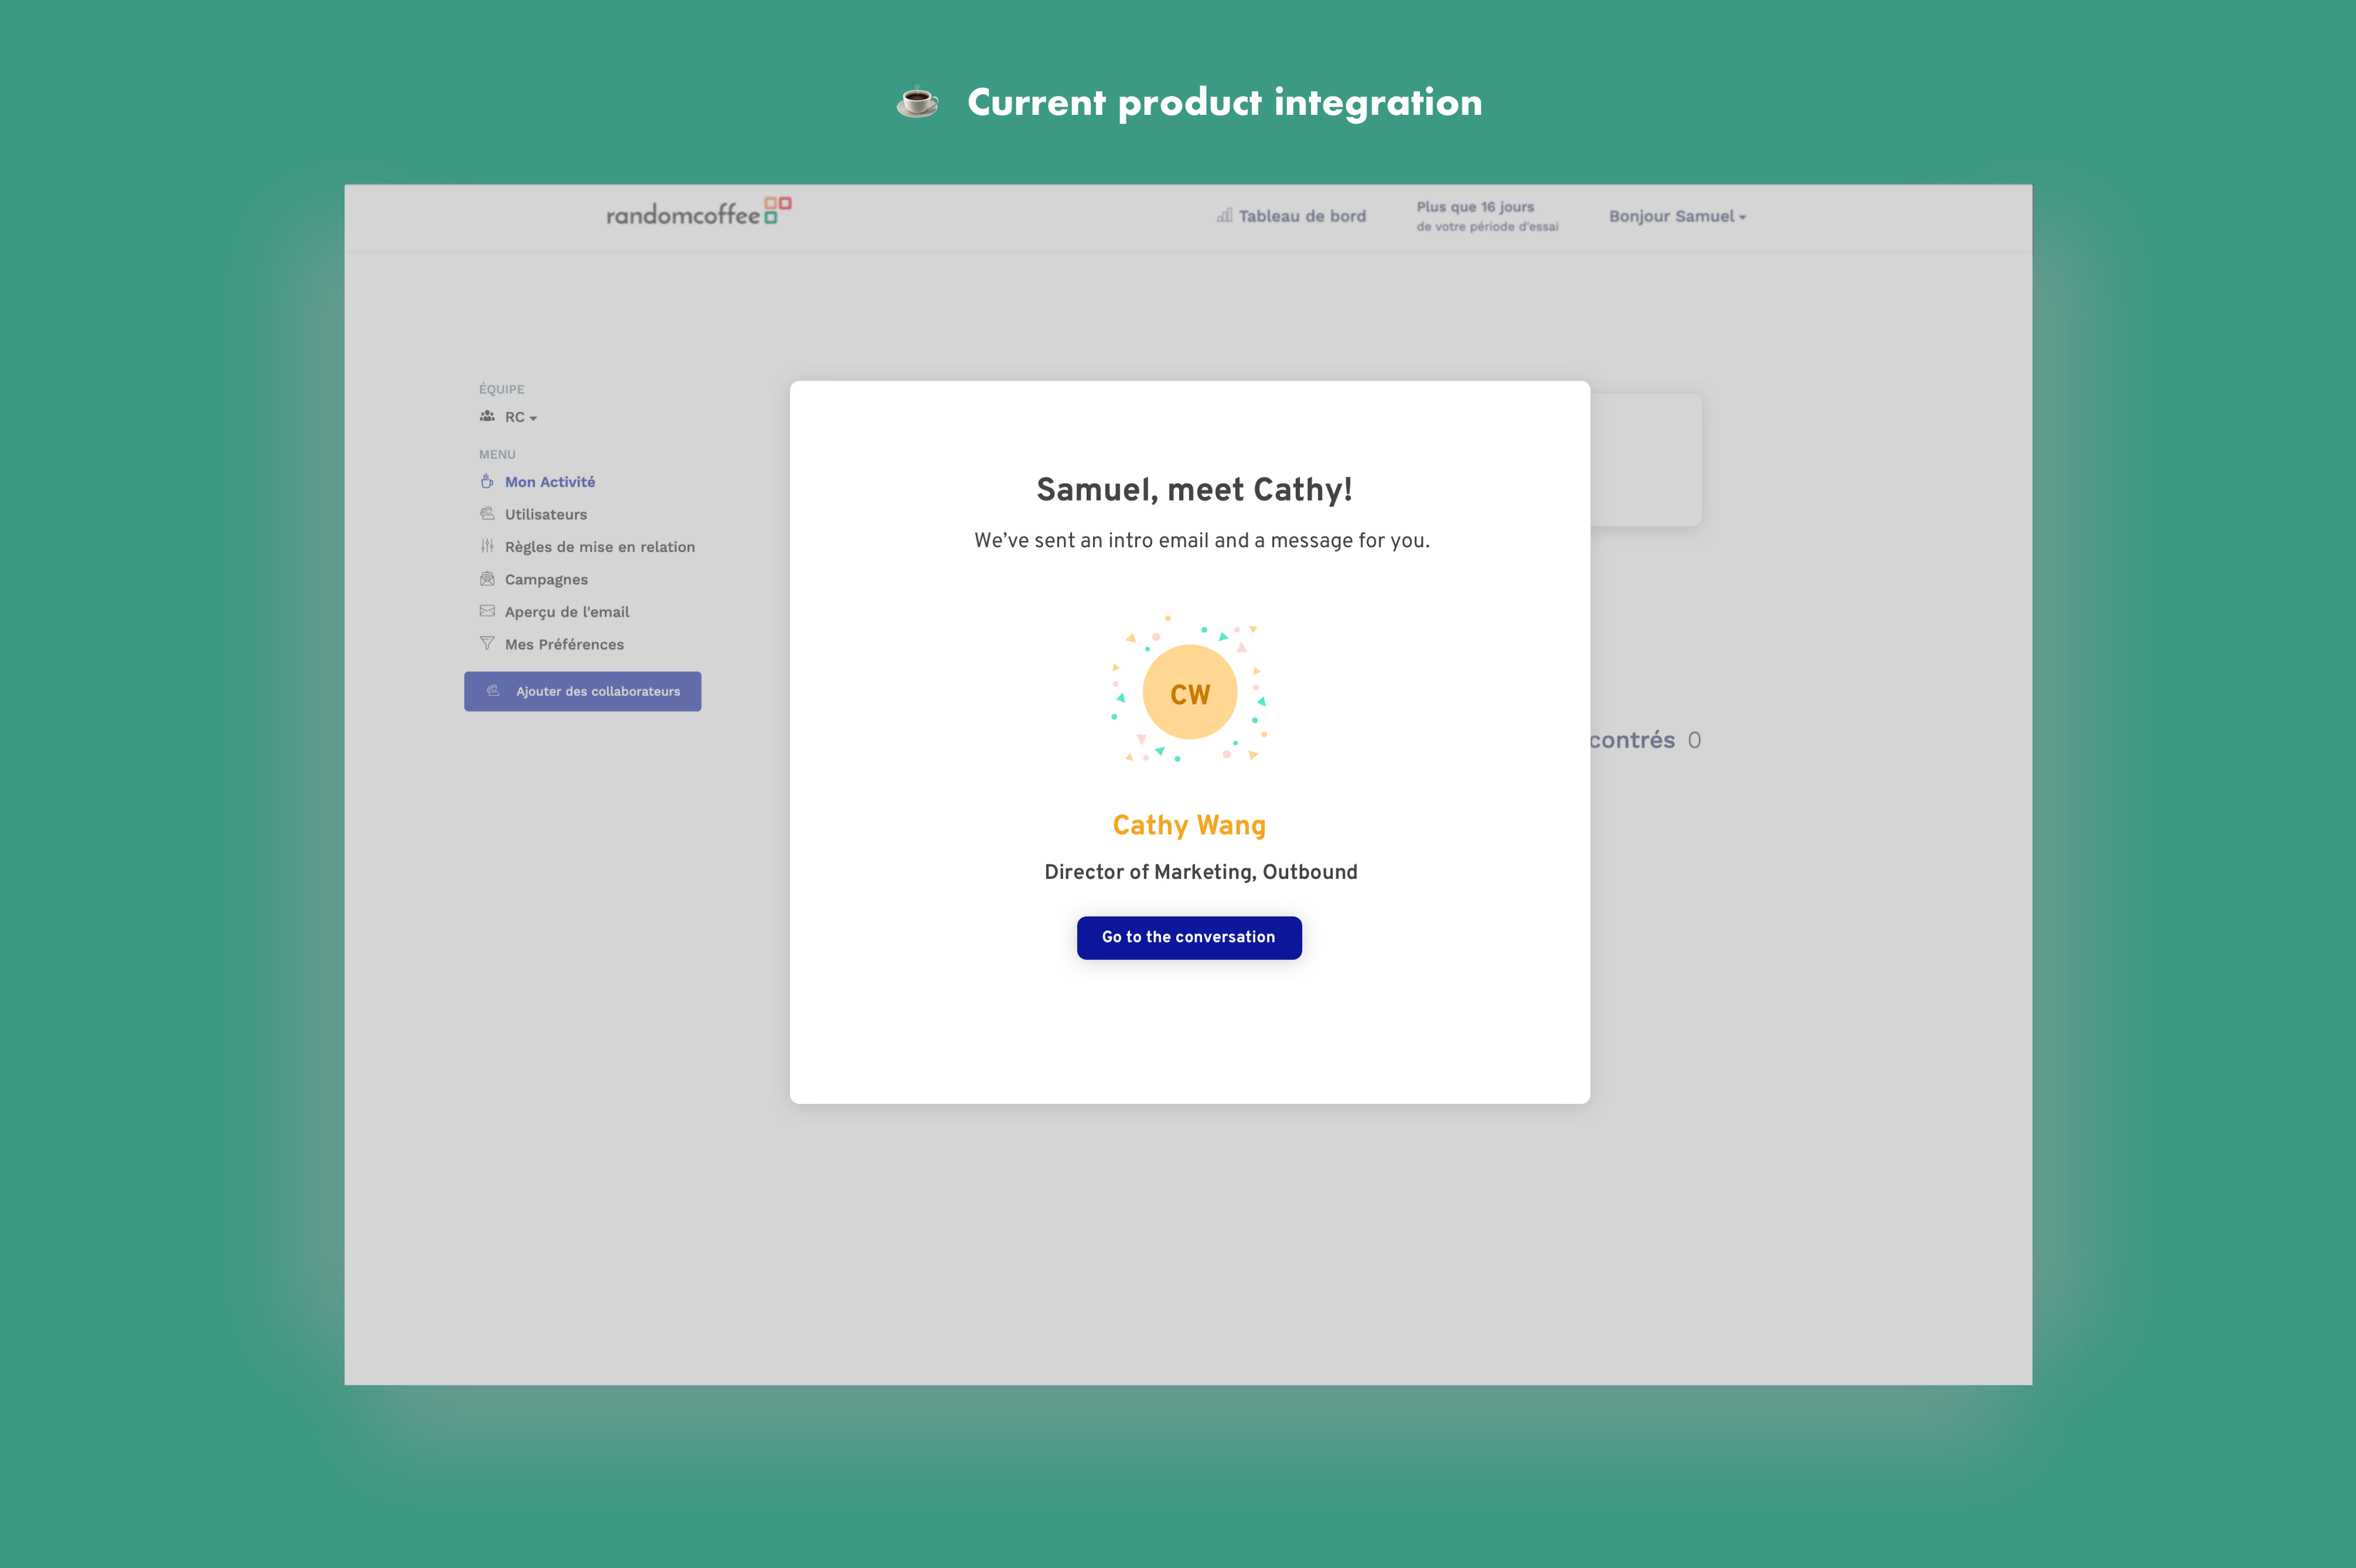 Current product integration
randomcoffee
Tableau de bord
Plus que 16 jours
de votre période d'essai
Bonjour Samuel
ÉQUIPE
RC
MENU
Mon Activité
Utilisateurs
Règles de mise en relation
Campagnes
Aperçu de l'email
Mes Préférences
Ajouter des collaborateurs
Samuel, meet Cathy!
We’ve sent an intro email and a message for you.
CW
Cathy Wang
Director of Marketing, Outbound
Go to the conversation
contrés 0